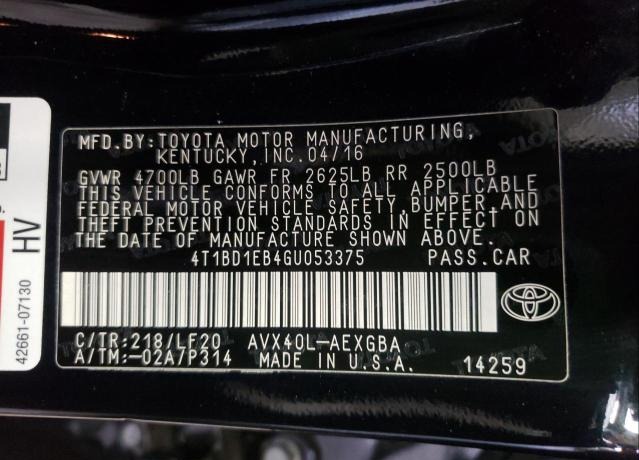 MFD.BY:TOYOTA MOTOR MANUFACTURING,
KENTUCKY,INC.04/16
GVWR 4700LB GAWR FR 2625LB RR 2500LB
THIS VEHICLE CONFORMS TO ALL APPLICABLE
FEDERAL MOTOR VEHICLE SAFETY, BUMPER, AND
THEFT PREVENTION STANDARDS IN EFFECT ON
THE DATE OF MANUFACTURE SHOWN ABOVE.
4T1BD1EB4GU053375 PASS.CAR
C/TR:218/LF20 AVX40L-AEXGBA
A/TM:-02A7P314 MADE IN U.S.A. 14259
HV
42661-07130